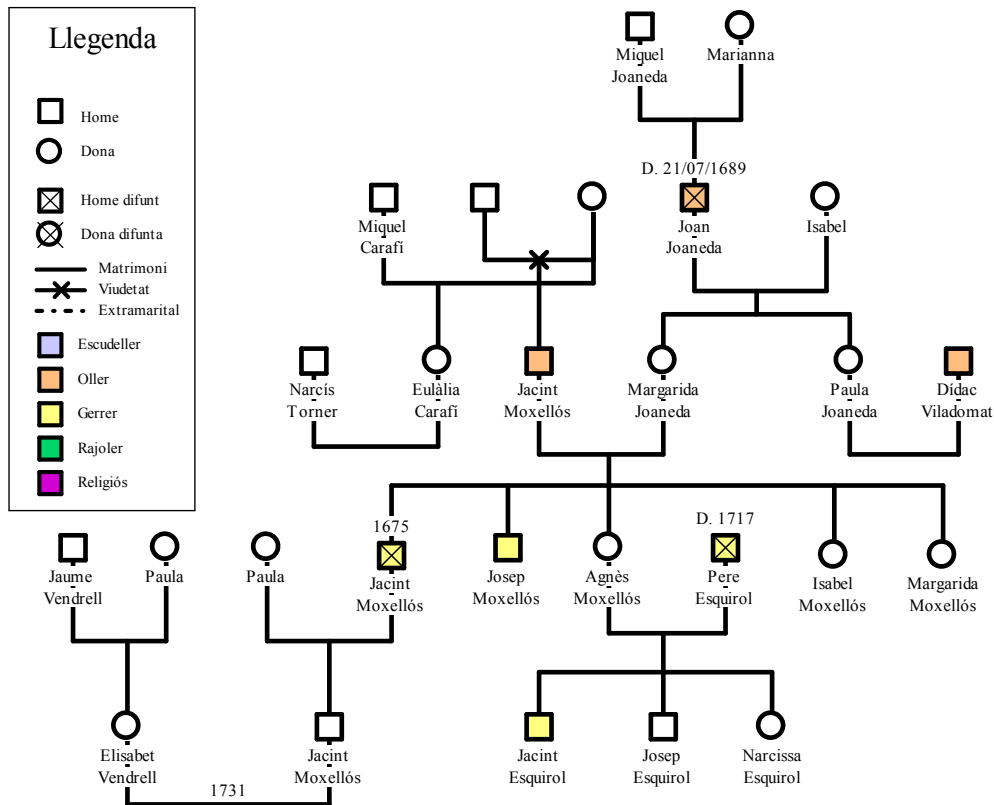 Llegenda
Home
Dona
Home difunt
Dona difunta
Matrimoni
Viudetat
Extramarital
Escudeller
Oller
Gerrer
Rajoler
Religiós
Miquel
Joaneda
Marianna
D. 21/07/1689
Miquel
Carafí
Joan
Joaneda
Isabel
Narcís
Torner
Eulàlia
Carafí
Jacint
Moxellós
Margarida
Joaneda
Paula
Joaneda
Dídac
Viladomat
1675
D. 1717
Jaume
Vendrell
Paula
Paula
Jacint
Moxellós
Josep
Moxellós
Agnès
Moxellós
Pere
Esquirol
Isabel
Moxellós
Margarida
Moxellós
Elisabet
Vendrell
Jacint
Moxellós
Jacint
Esquirol
Josep
Esquirol
Narcissa
Esquirol
1731